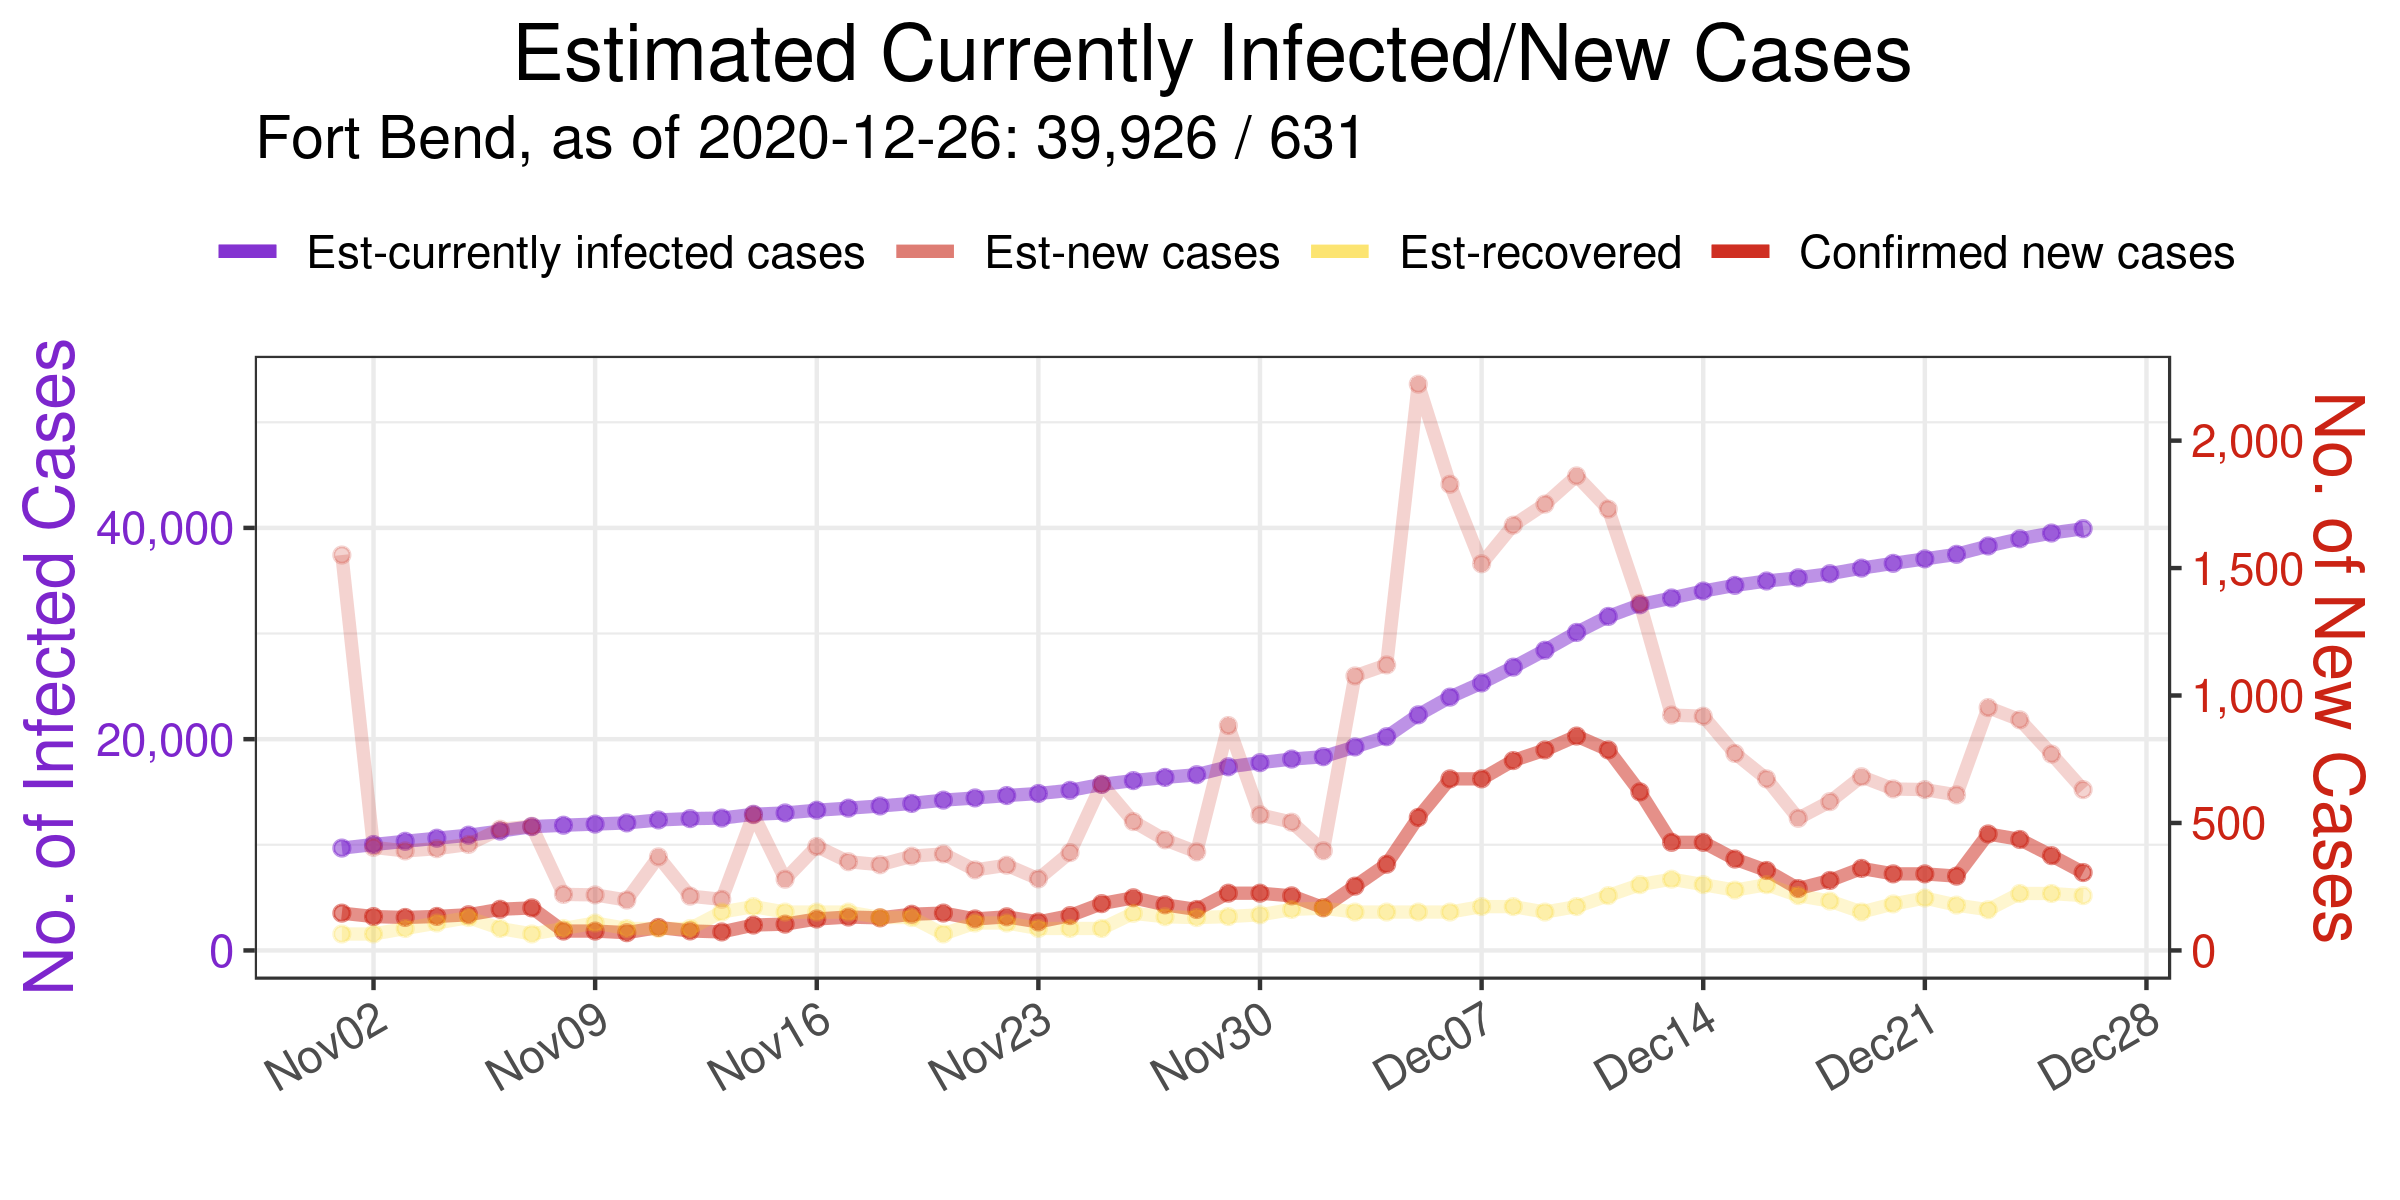 Estimated Currently Infected/New Cases
Fort Bend, as of 2020-12-26: 39,926 / 631
Est-currently infected cases Est-new cases Est-recovered Confirmed new cases
No. of Infected Cases
40,000
20,000
0
2,000
1,500
1,000
500
0
No. of New Cases
Nov02 Nov09 Nov16 Nov23 Nov30 Dec07 Dec14 Dec21 Dec28